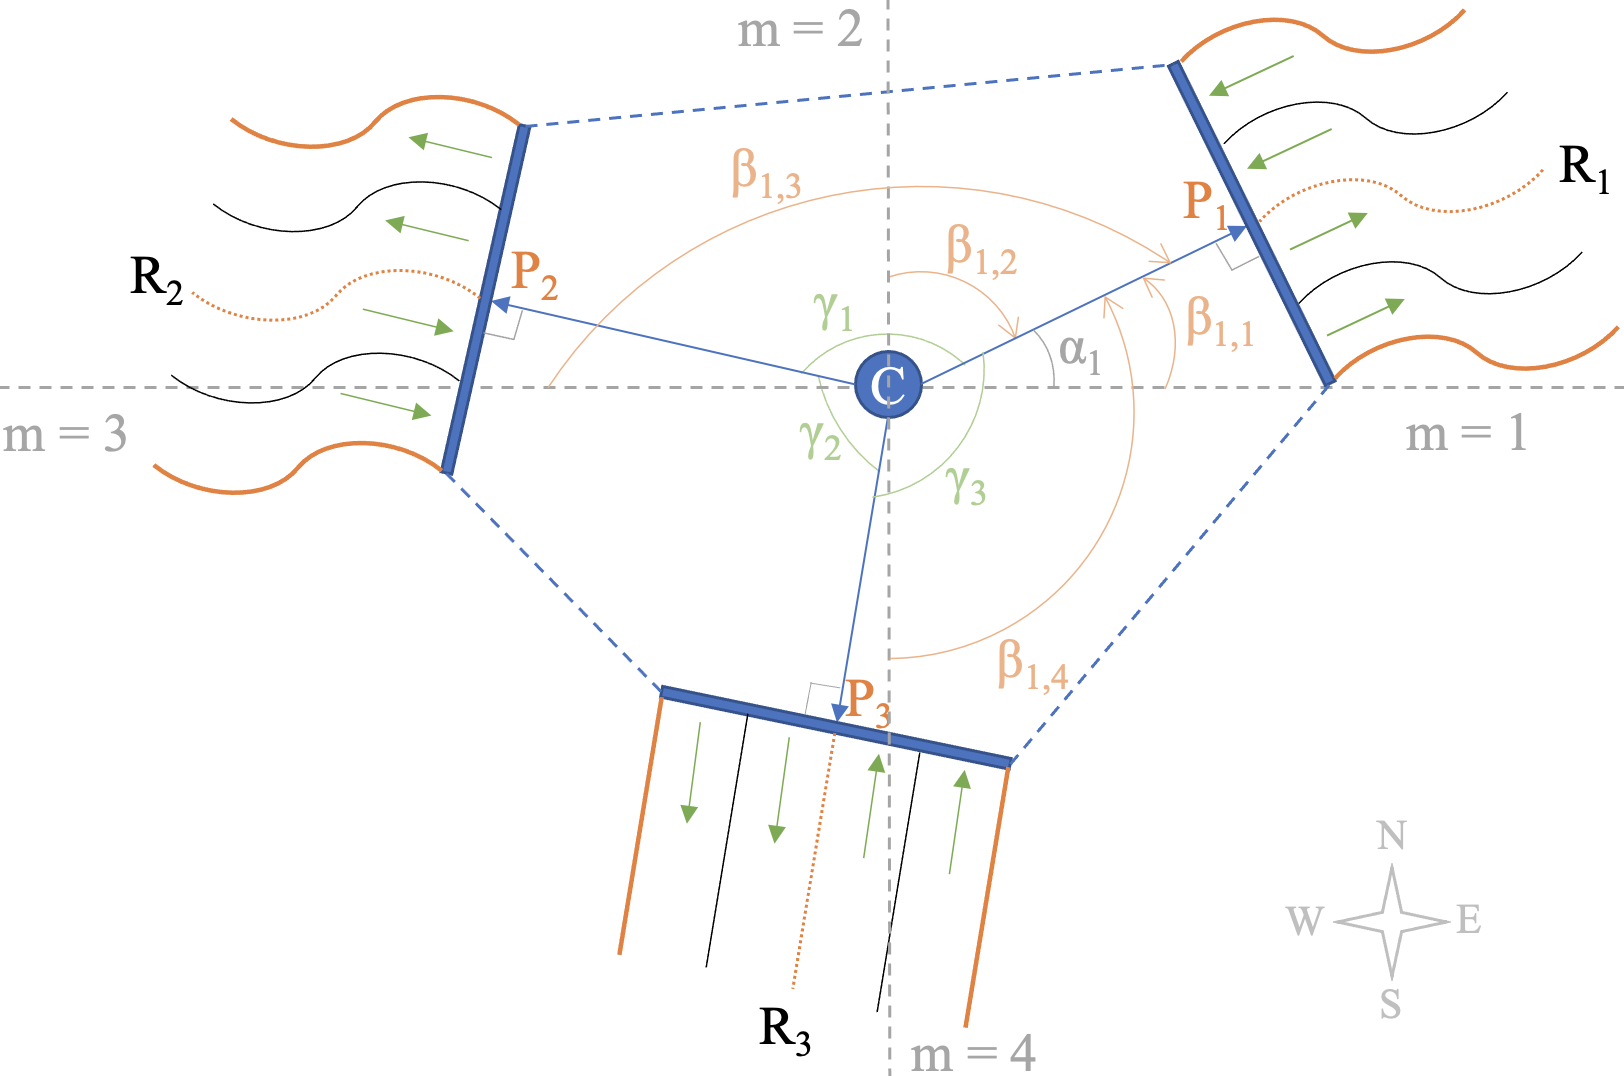 m = 2
R₁
β₁,₃
P₁
β₁,₂
R₂
P₂
γ₁
β₁,₁
α₁
C
m = 3
γ₂
m = 1
γ₃
β₁,₄
P₃
N
W
E
S
R₃
m = 4